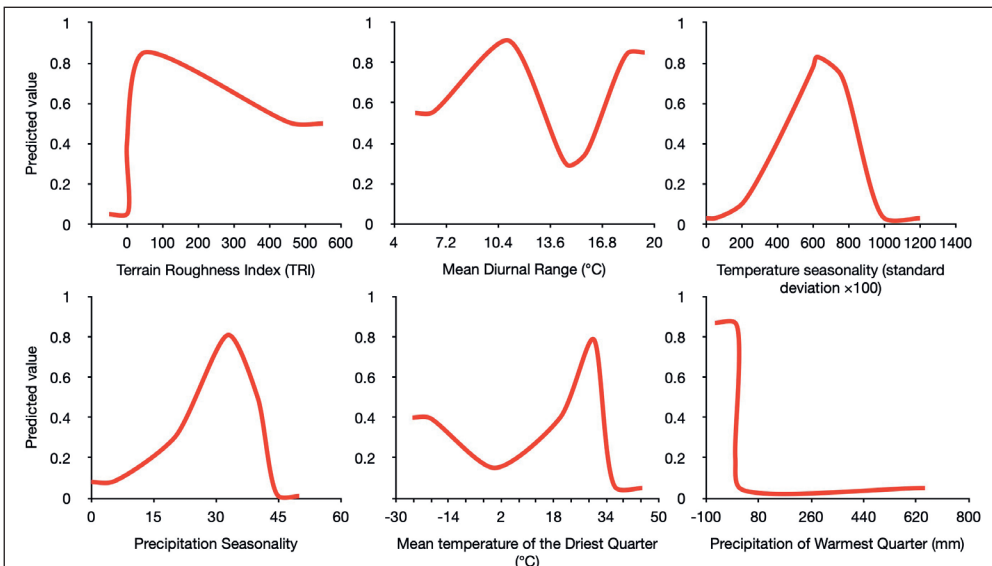 1
0.8
0.6
0.4
0.2
0
Predicted value
0 100 200 300 400 500 600
Terrain Roughness Index (TRI)
1
0.8
0.6
0.4
0.2
0
4 7.2 10.4 13.6 16.8 20
Mean Diurnal Range (°C)
1
0.8
0.6
0.4
0.2
0
0 200 400 600 800 1000 1200 1400
Temperature seasonality (standard
deviation ×100)
1
0.8
0.6
0.4
0.2
0
Predicted value
0 15 30 45 60
Precipitation Seasonality
1
0.8
0.6
0.4
0.2
-30 -14 2 18 34 50
Mean temperature of the Driest Quarter
(°C)
1
0.8
0.6
0.4
0.2
0
-100 80 260 440 620 800
Precipitation of Warmest Quarter (mm)